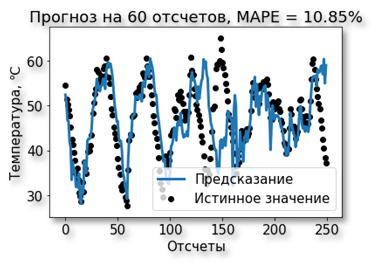 Прогноз на 60 отсчетов, MAPE = 10.85%
Температура, °C
60
50
40
30
Предсказание
Истинное значение
0 50 100 150 200 250
Отсчеты